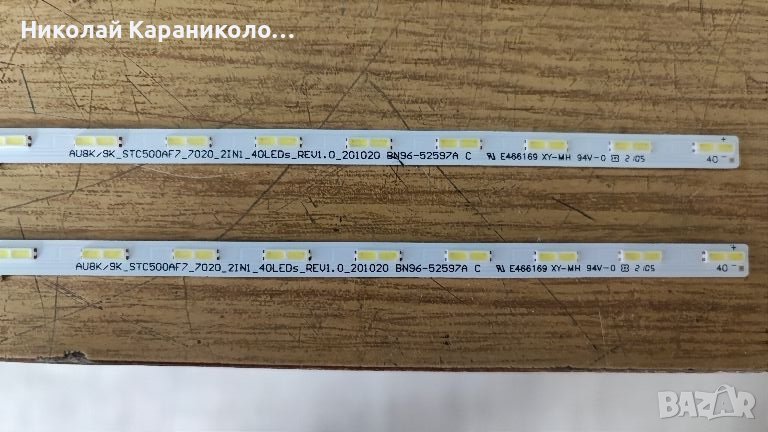 Николай Караниколо...
+
AU8K/9K_STC500AF7_7020_2IN1_40LEDs_REV1.0_201020 BN96-52597A C E466169 XY-MH 94V-0 2105 40 -
+
AU8K/9K_STC500AF7_7020_2IN1_40LEDs_REV1.0_201020 BN96-52597A C E466169 XY-MH 94V-0 2105 40 -
BAZAR